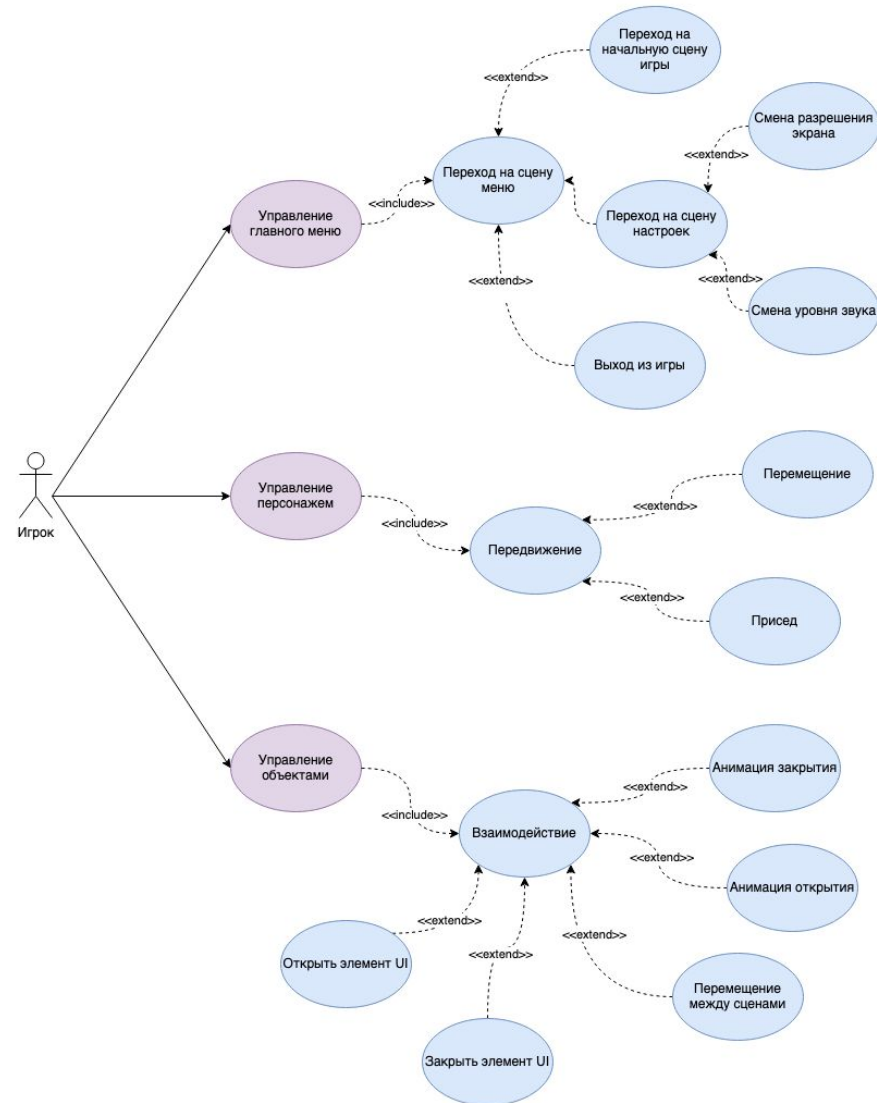 Переход на
начальную сцену
игры
<<extend>>
Смена разрешения
экрана
<<extend>>
Переход на сцену
меню
Управление
главного меню
<<include>>
Переход на сцену
настроек
<<extend>>
<<extend>>
Смена уровня звука
Выход из игры
Игрок
Управление
персонажем
<<include>>
Передвижение
<<extend>>
Перемещение
<<extend>>
Присед
Управление
объектами
<<include>>
Взаимодействие
<<extend>>
Анимация закрытия
<<extend>>
Анимация открытия
<<extend>>
Открыть элемент UI
<<extend>>
Закрыть элемент UI
<<extend>>
Перемещение
между сценами